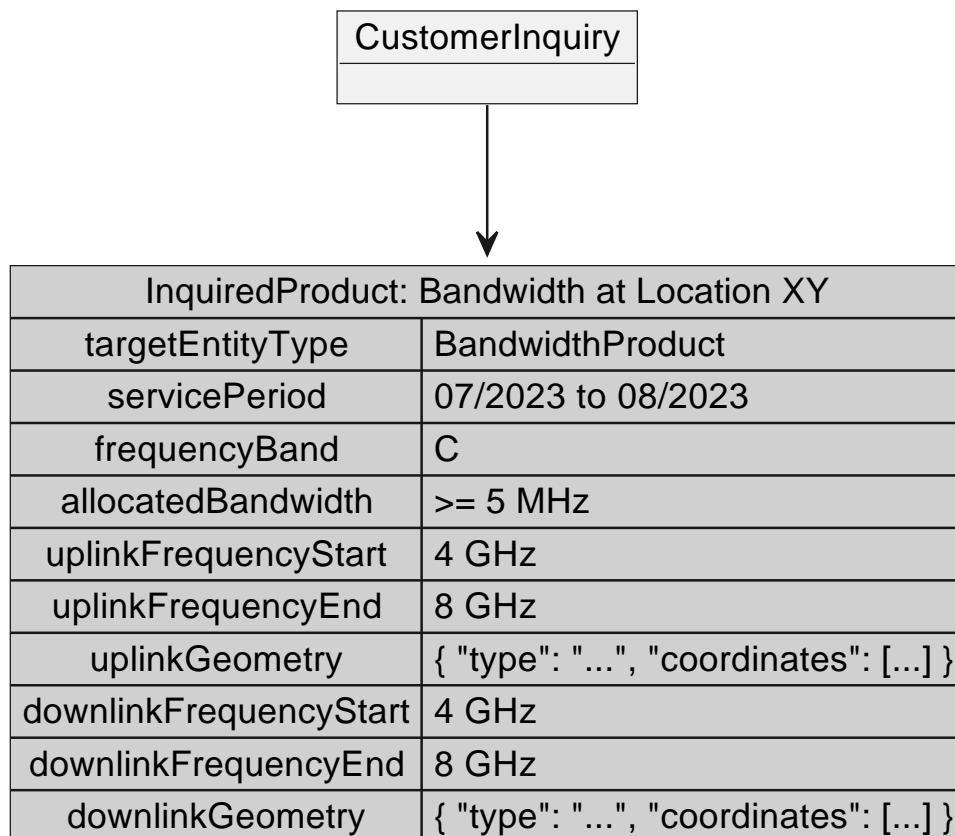 CustomerInquiry
InquiredProduct: Bandwidth at Location XY
targetEntityType BandwidthProduct
servicePeriod 07/2023 to 08/2023
frequencyBand C
allocatedBandwidth >= 5 MHz
uplinkFrequencyStart 4 GHz
uplinkFrequencyEnd 8 GHz
uplinkGeometry { "type": "...", "coordinates": [...] }
downlinkFrequencyStart 4 GHz
downlinkFrequencyEnd 8 GHz
downlinkGeometry { "type": "...", "coordinates": [...] }